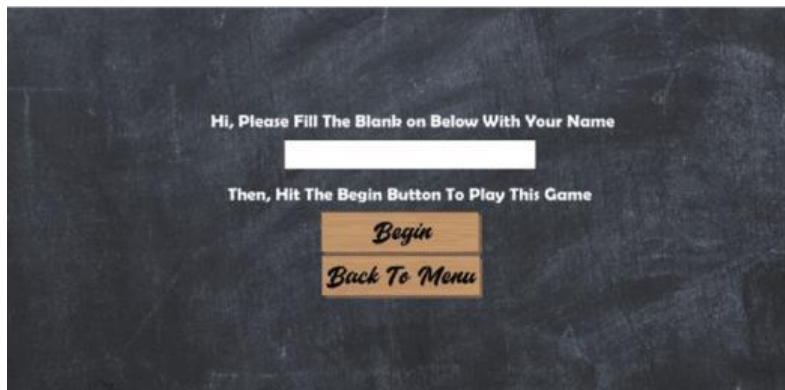 Hi, Please Fill The Blank on Below With Your Name
Then, Hit The Begin Button To Play This Game
Begin
Back To Menu